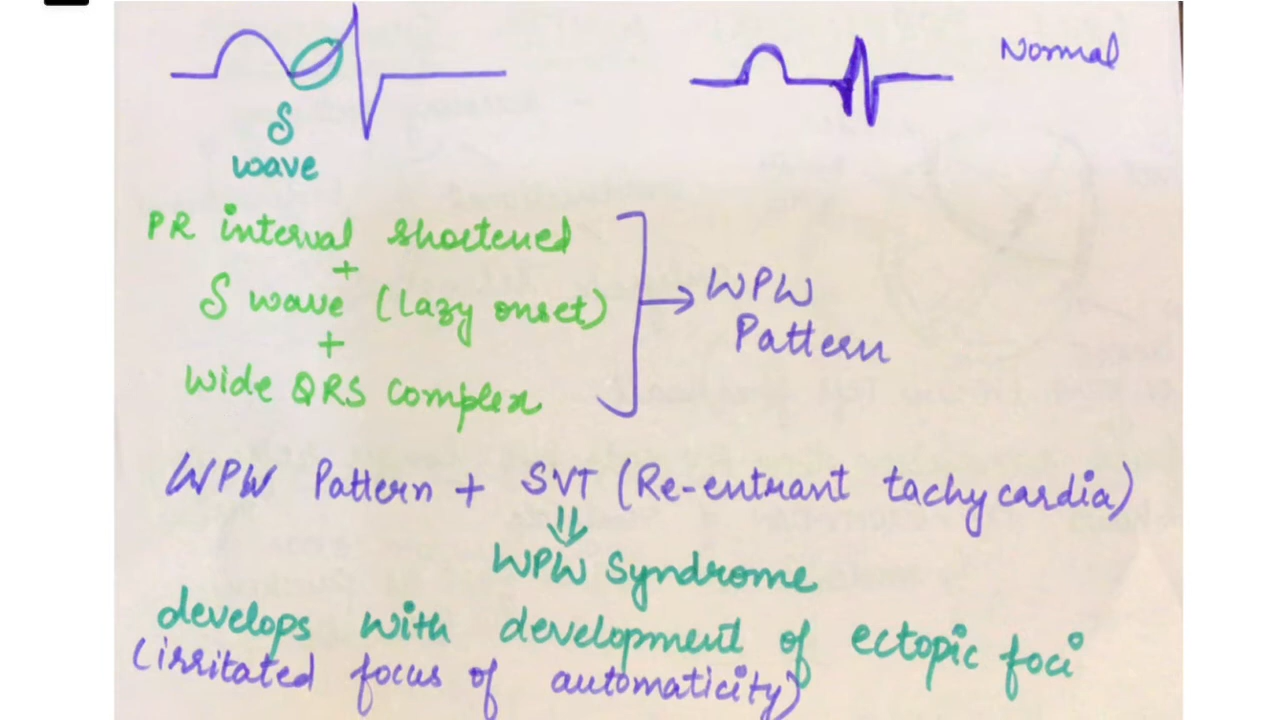 Normal
δ
wave
PR interval shortened
+
δ wave (lazy onset)
+
Wide QRS Complex
→ WPW
Pattern
WPW Pattern + SVT (Re-entrant tachycardia)
⇓
WPW Syndrome
develops with development of ectopic foci
(irritated focus of automaticity)